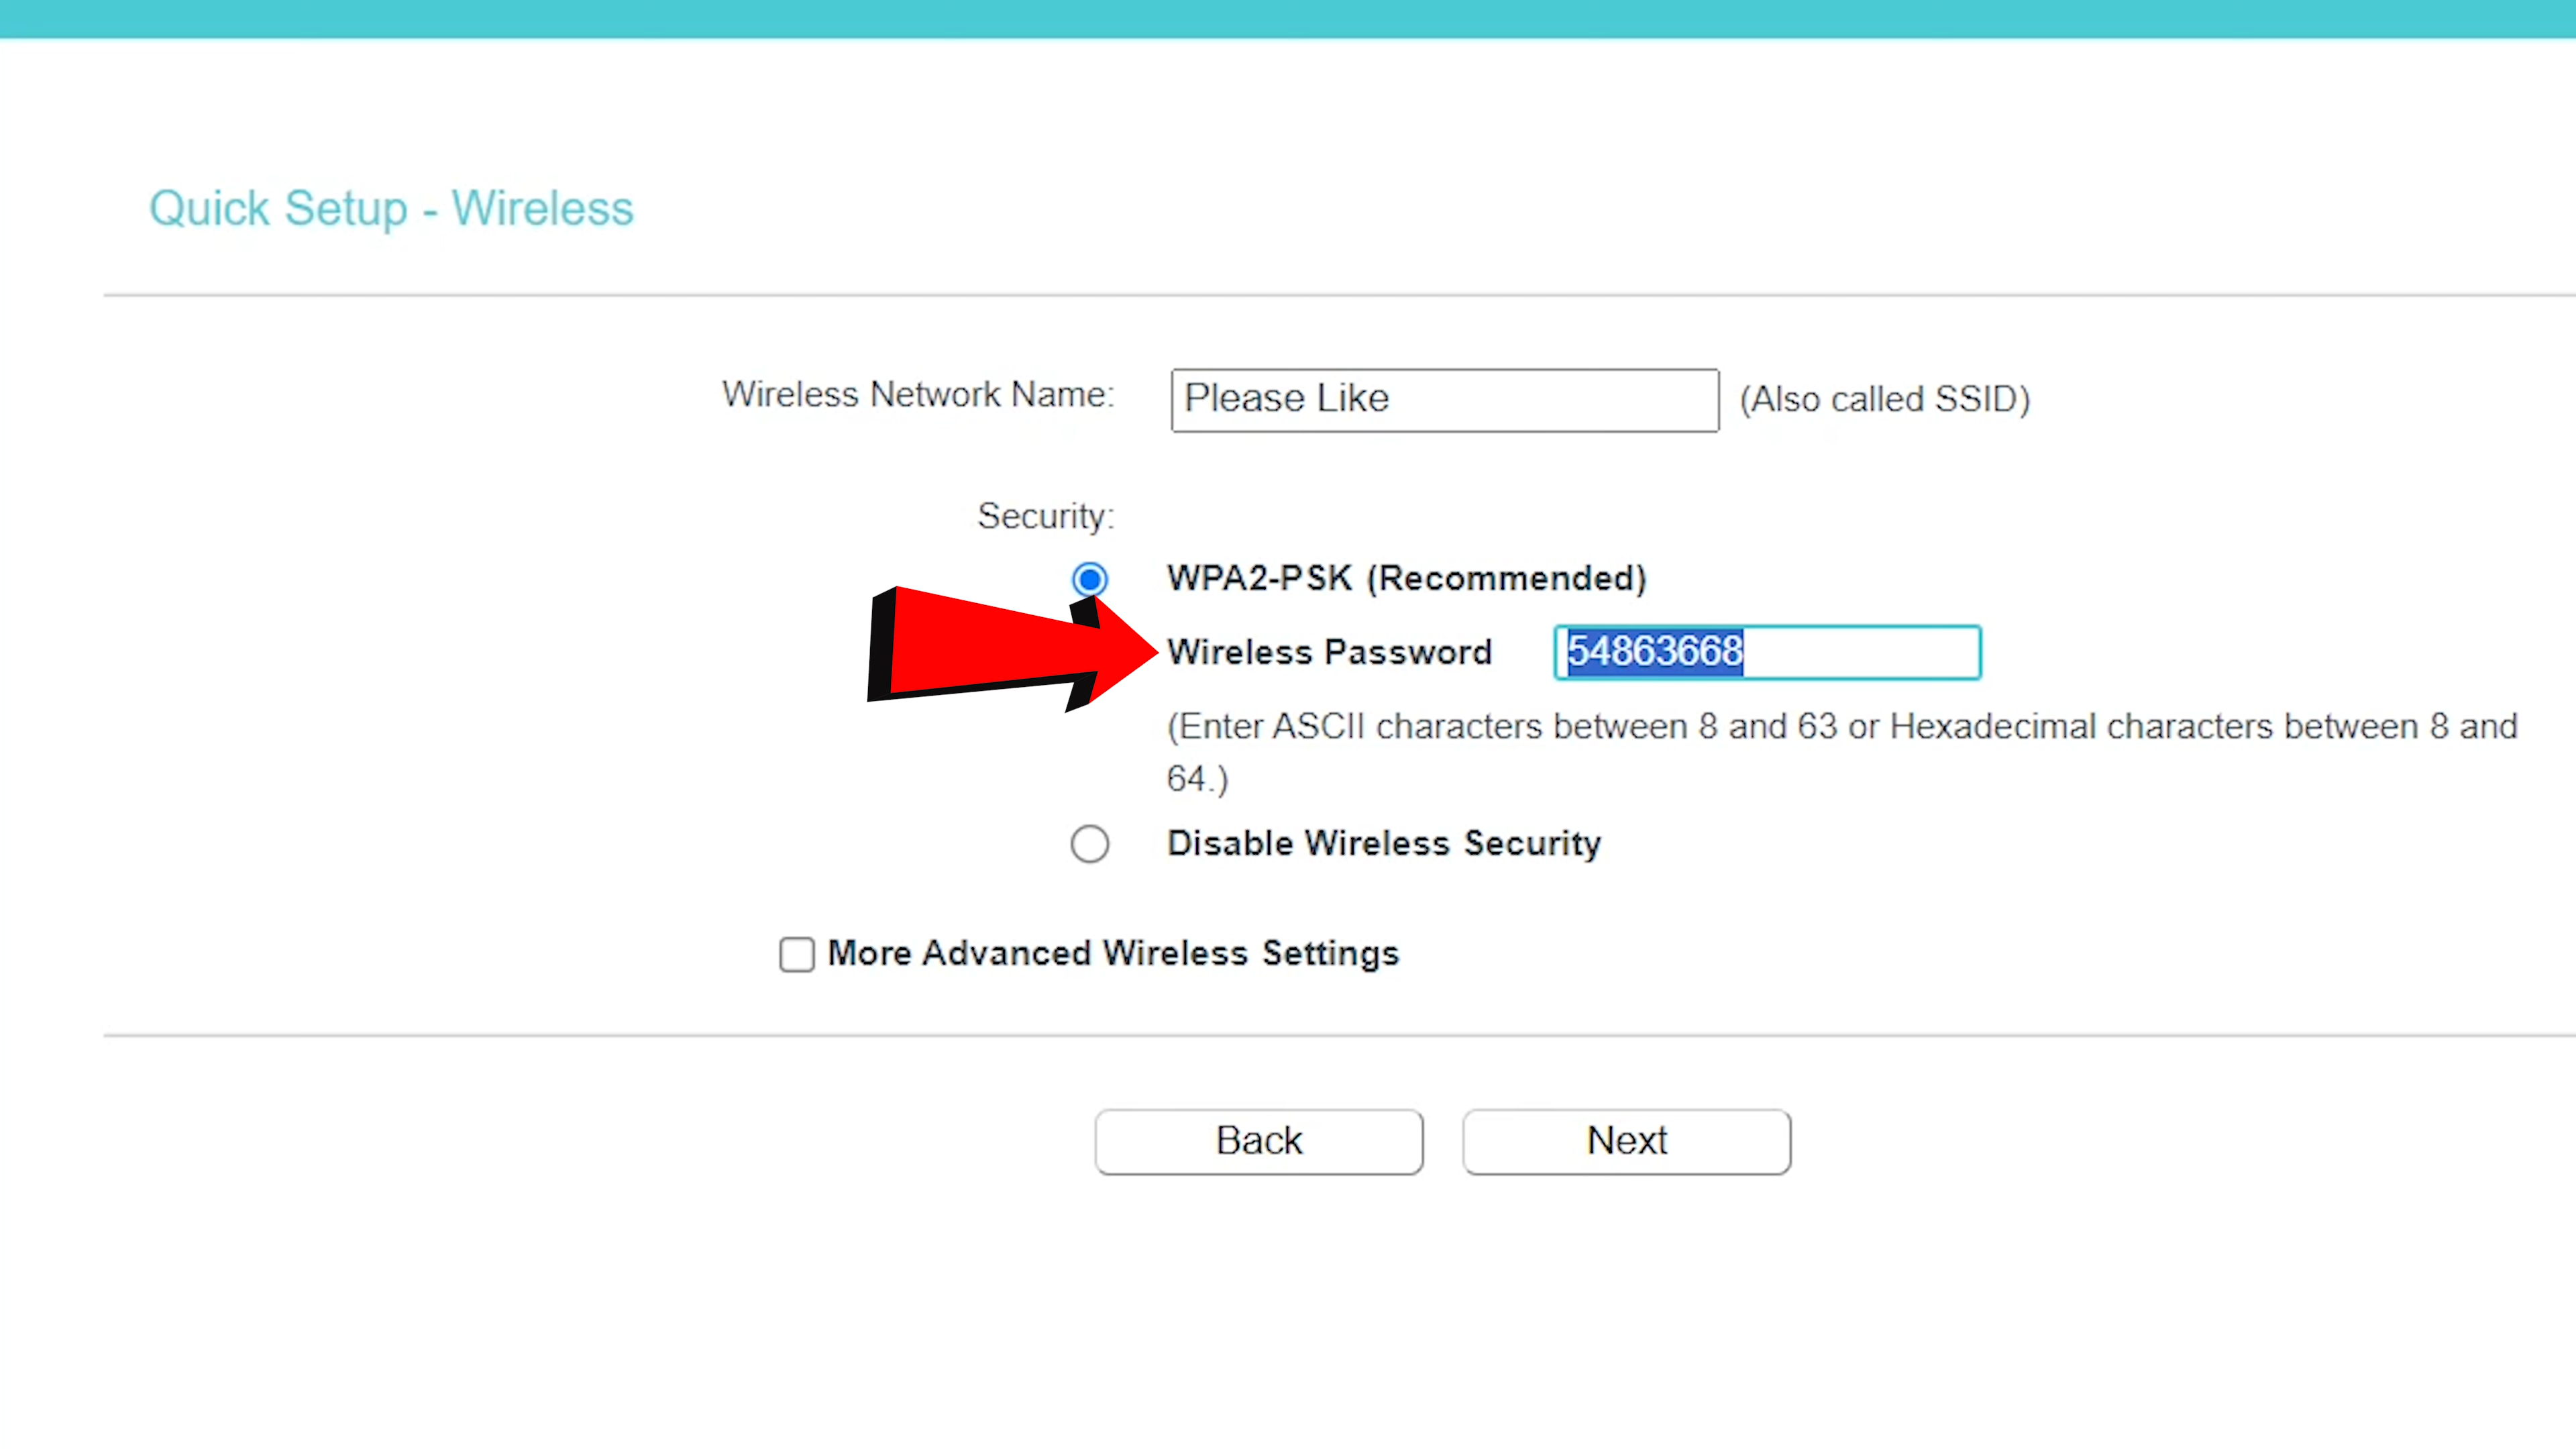 Quick Setup - Wireless
Wireless Network Name: Please Like (Also called SSID)
Security:
WPA2-PSK (Recommended)
Wireless Password 54863668
(Enter ASCII characters between 8 and 63 or Hexadecimal characters between 8 and
64.)
Disable Wireless Security
More Advanced Wireless Settings
Back Next